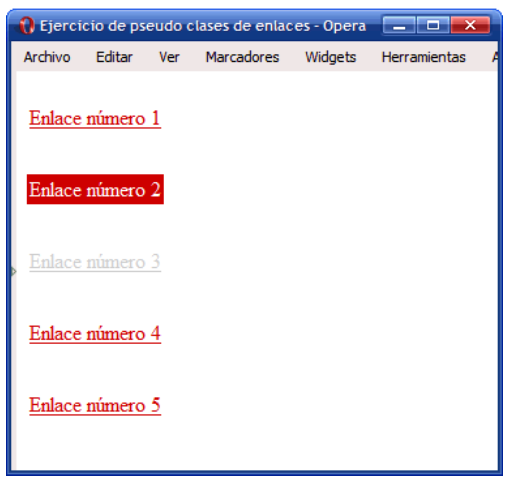 Ejercicio de pseudo clases de enlaces - Opera
Archivo Editar Ver Marcadores Widgets Herramientas
Enlace número 1
Enlace número 2
Enlace número 3
Enlace número 4
Enlace número 5